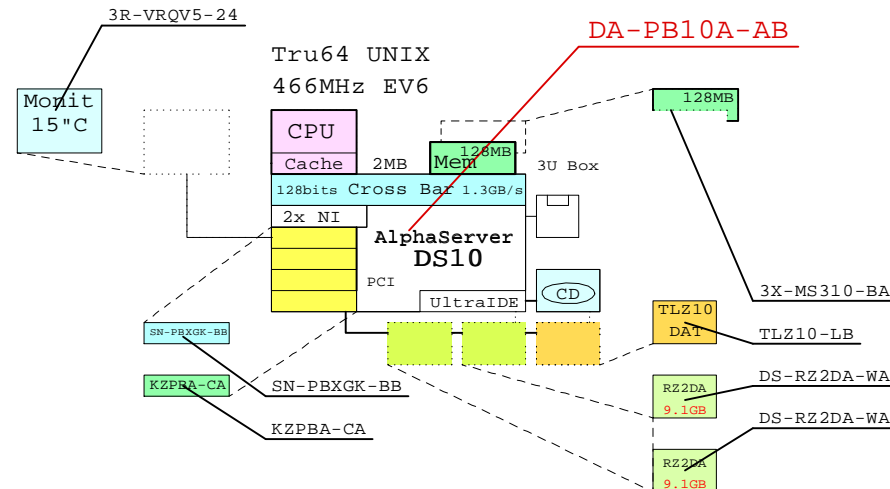 3R-VRQV5-24
DA-PB10A-AB
Tru64 UNIX
466MHz EV6
Monit
15"C
128MB
CPU
Cache
2MB
128MB
Mem
3U Box
128bits Cross Bar 1.3GB/s
2x NI
AlphaServer
DS10
PCI
UltraIDE
CD
3X-MS310-BA
TLZ10
DAT
TLZ10-LB
SN-PBXGK-BB
KZPBA-CA
SN-PBXGK-BB
KZPBA-CA
DS-RZ2DA-WA
RZ2DA
9.1GB
DS-RZ2DA-WA
RZ2DA
9.1GB